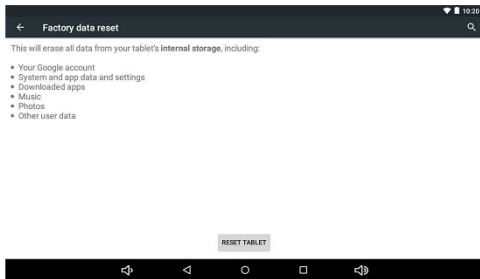 10:20
Factory data reset
This will erase all data from your tablet's internal storage, including:
• Your Google account
• System and app data and settings
• Downloaded apps
• Music
• Photos
• Other user data
RESET TABLET